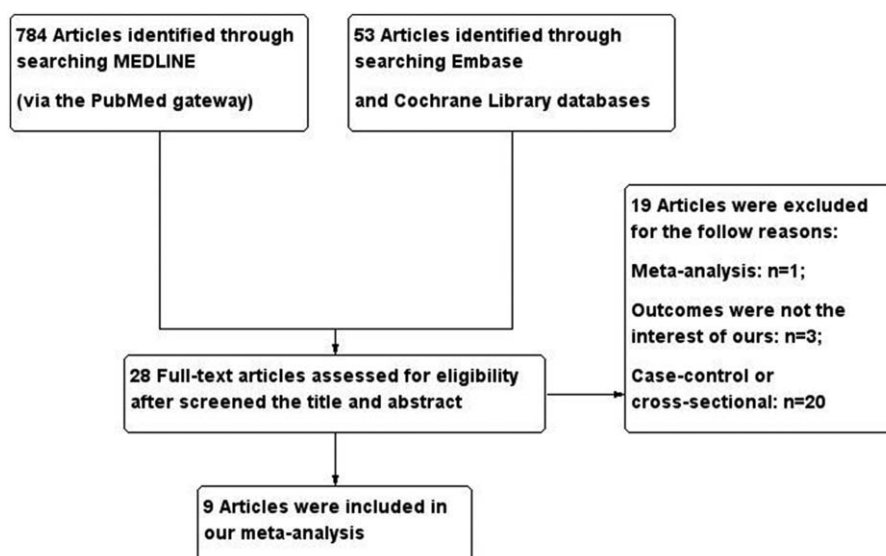 784 Articles identified through
searching MEDLINE
(via the PubMed gateway)
53 Articles identified through
searching Embase
and Cochrane Library databases
19 Articles were excluded
for the follow reasons:
Meta-analysis: n=1;
Outcomes were not the
interest of ours: n=3;
Case-control or
cross-sectional: n=20
28 Full-text articles assessed for eligibility
after screened the title and abstract
9 Articles were included in
our meta-analysis